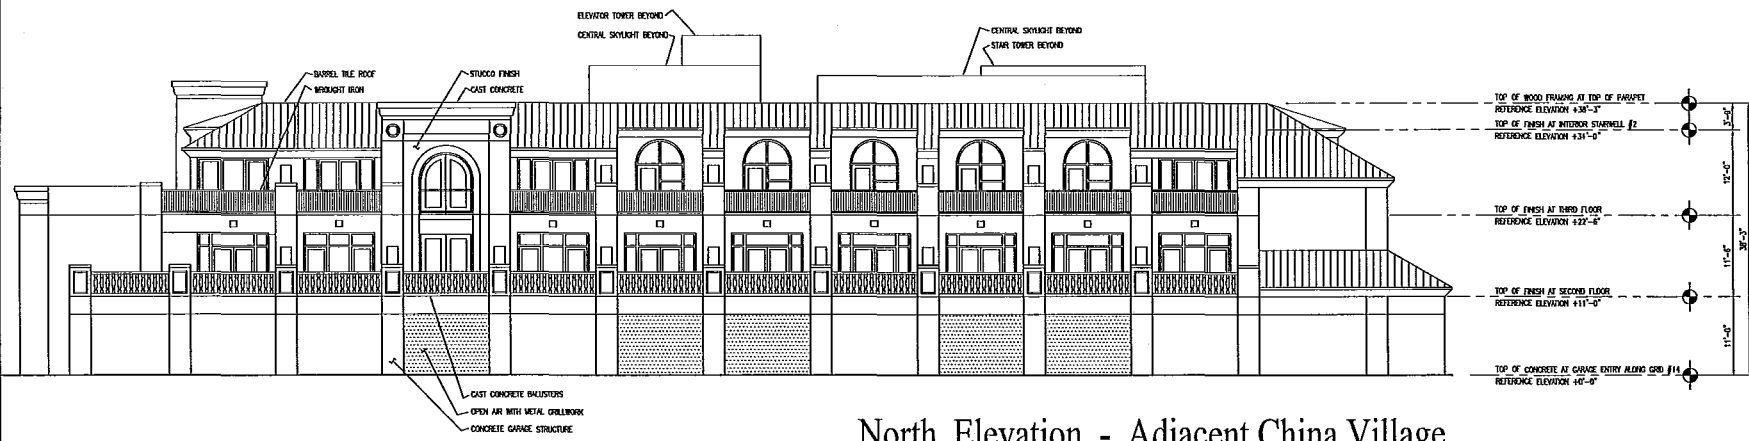 ELEVATOR TOWER BEYOND
CENTRAL SKYLIGHT BEYOND
CENTRAL SKYLIGHT BEYOND
STAIR TOWER BEYOND
BARREL TILE ROOF
WROUGHT IRON
STUCCO FINISH
CAST CONCRETE
TOP OF WOOD FRAMING AT TOP OF PARAPET
REFERENCE ELEVATION +38'-3"
TOP OF FINISH AT INTERIOR STAIRWELL #2
REFERENCE ELEVATION +34'-0"
3'-0"
12'-0"
TOP OF FINISH AT THIRD FLOOR
REFERENCE ELEVATION +22'-6"
38'-3"
11'-6"
TOP OF FINISH AT SECOND FLOOR
REFERENCE ELEVATION +11'-0"
11'-0"
TOP OF CONCRETE AT GARAGE ENTRY ALONG GRID #14
REFERENCE ELEVATION +0'-0"
CAST CONCRETE BALUSTERS
OPEN AIR WITH METAL GRILLWORK
CONCRETE GARAGE STRUCTURE
North Elevation - Adjacent China Village